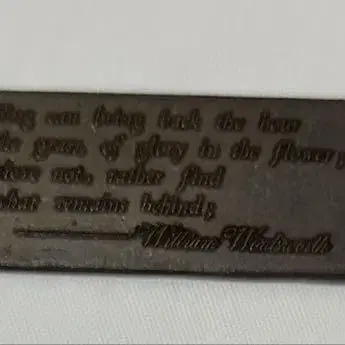 can bring back the hour
the grass, of glory in the flower;
not, rather find
what remains behind;
William Wordsworth